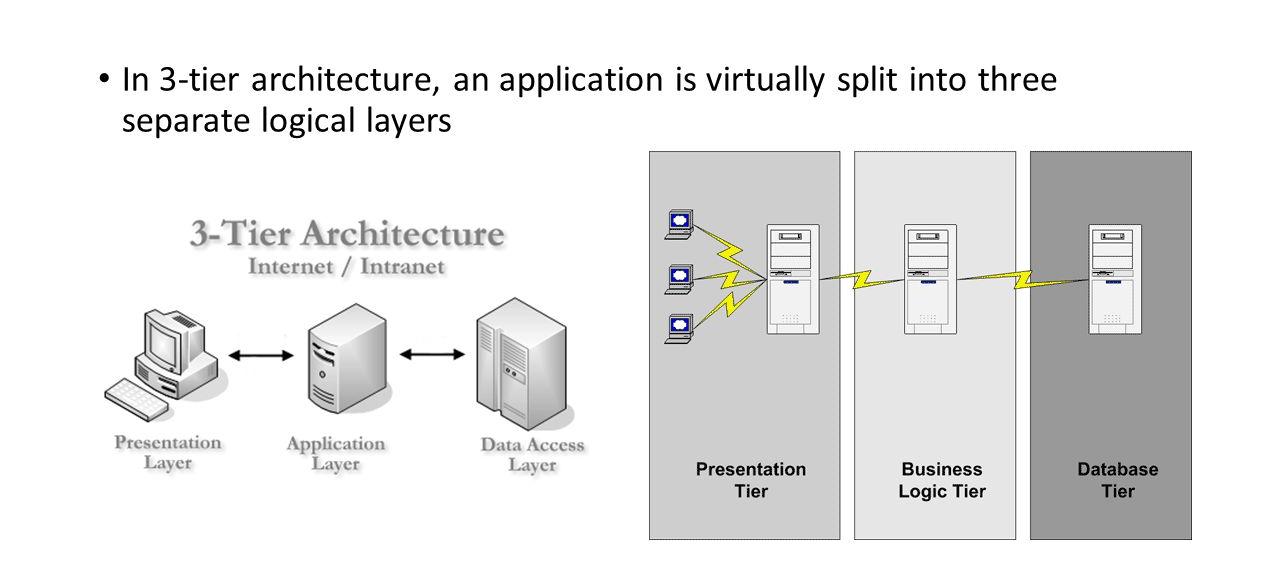 • In 3-tier architecture, an application is virtually split into three
separate logical layers
3-Tier Architecture
Internet / Intranet
Presentation
Layer
Application
Layer
Data Access
Layer
Presentation
Tier
Business
Logic Tier
Database
Tier